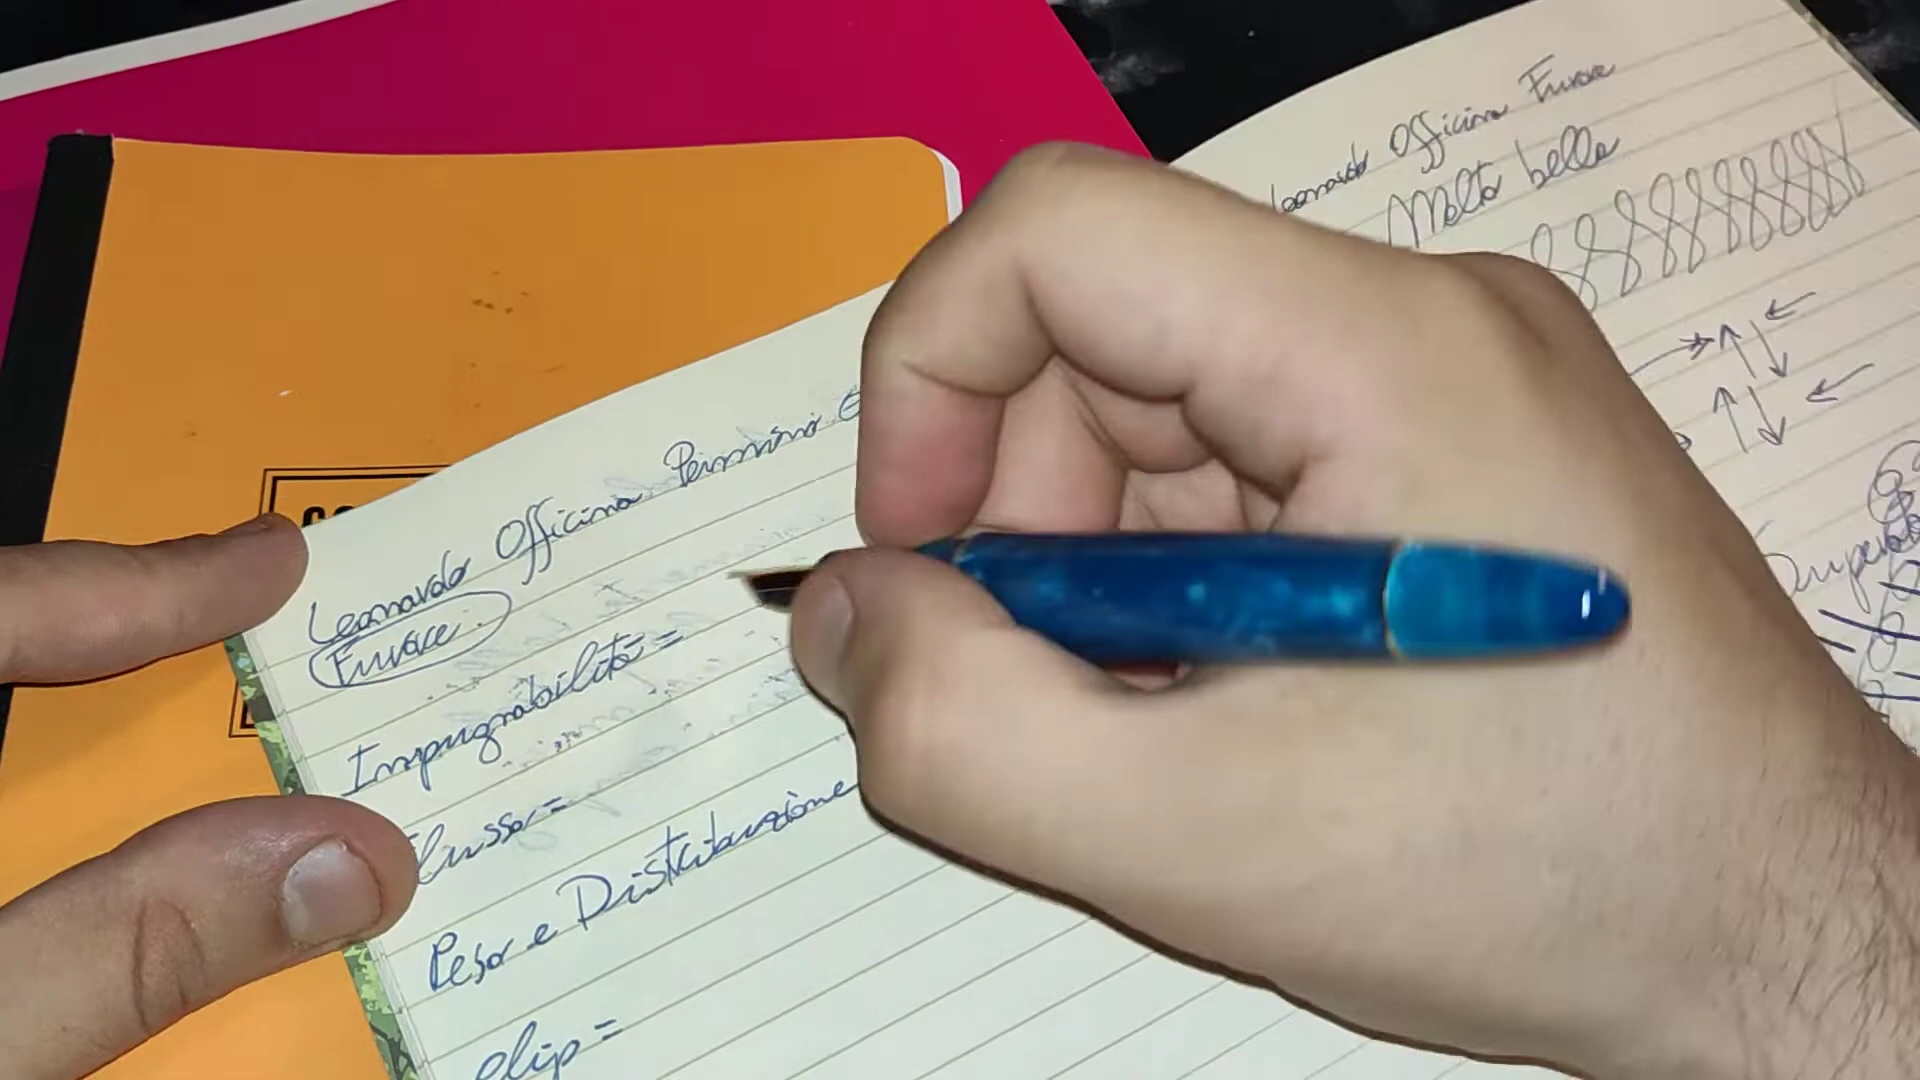 Leonardo Officina Pennino
Furore
Impugnabilità =
Flusso =
Peso e Distribuzione
Clip =
Leonardo Officina Furore
Molto bella